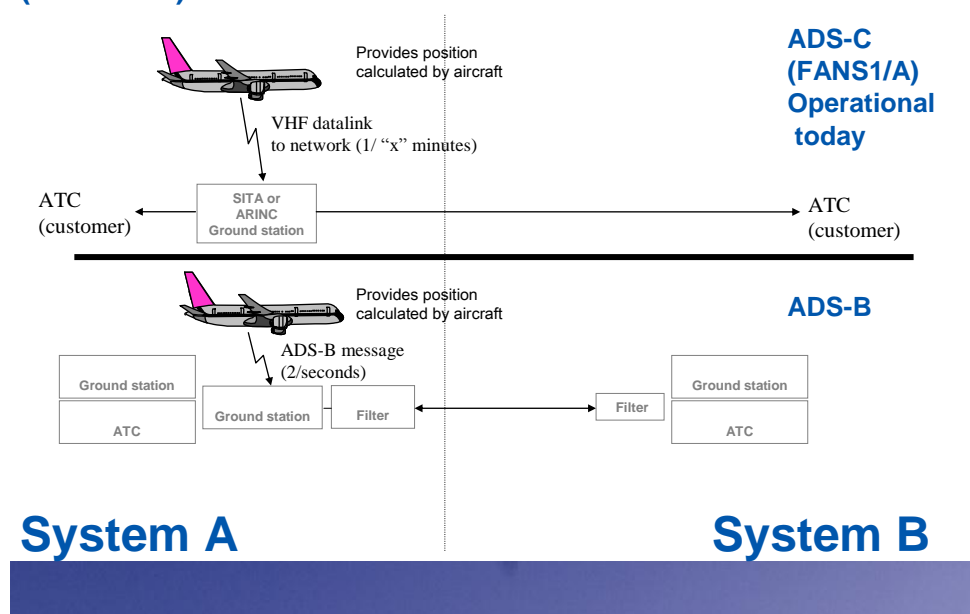 Provides position
calculated by aircraft
ADS-C
(FANS1/A)
Operational
today
VHF datalink
to network (1/ “x” minutes)
ATC
(customer)
SITA or
ARINC
Ground station
ATC
(customer)
Provides position
calculated by aircraft
ADS-B
ADS-B message
(2/seconds)
Ground station
ATC
Ground station
Filter
Filter
Ground station
ATC
System A
System B